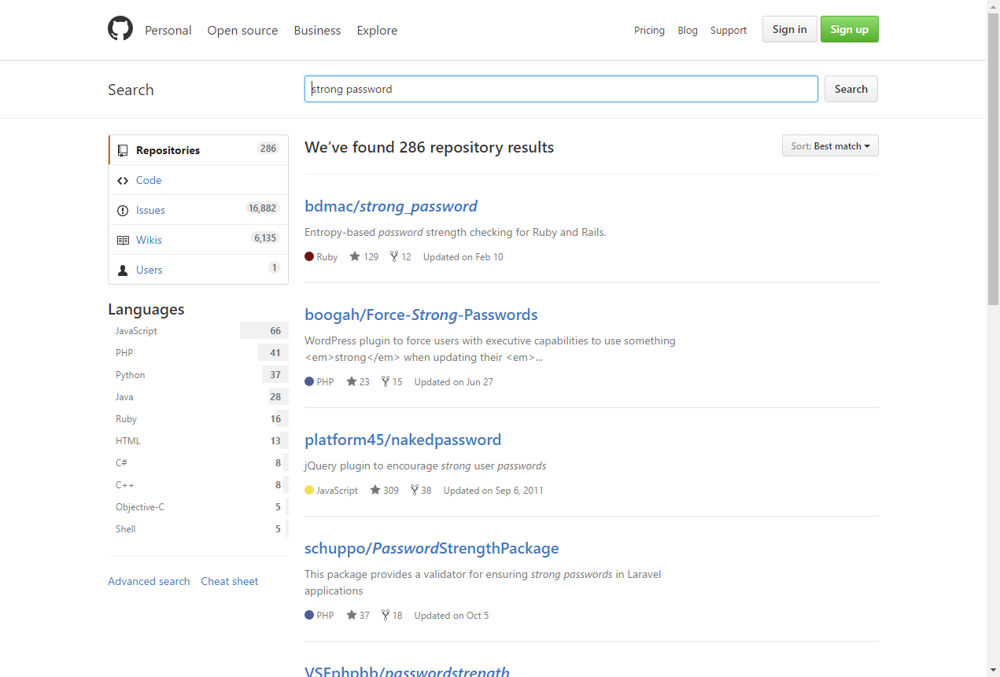 Personal Open source Business Explore Pricing Blog Support Sign in Sign up
Search strong password Search
Repositories 286
Code
Issues 16,882
Wikis 6,135
Users 1
Languages
JavaScript 66
PHP 41
Python 37
Java 28
Ruby 16
HTML 13
C# 8
C++ 8
Objective-C 5
Shell 5
Advanced search Cheat sheet
We’ve found 286 repository results Sort: Best match
bdmac/strong_password
Entropy-based password strength checking for Ruby and Rails.
Ruby 129 12 Updated on Feb 10
boogah/Force-Strong-Passwords
WordPress plugin to force users with executive capabilities to use something
<em>strong</em> when updating their <em>...
PHP 23 15 Updated on Jun 27
platform45/nakedpassword
jQuery plugin to encourage strong user passwords
JavaScript 309 38 Updated on Sep 6, 2011
schuppo/PasswordStrengthPackage
This package provides a validator for ensuring strong passwords in Laravel
applications
PHP 37 18 Updated on Oct 5
VSEphpbb/passwordstrength